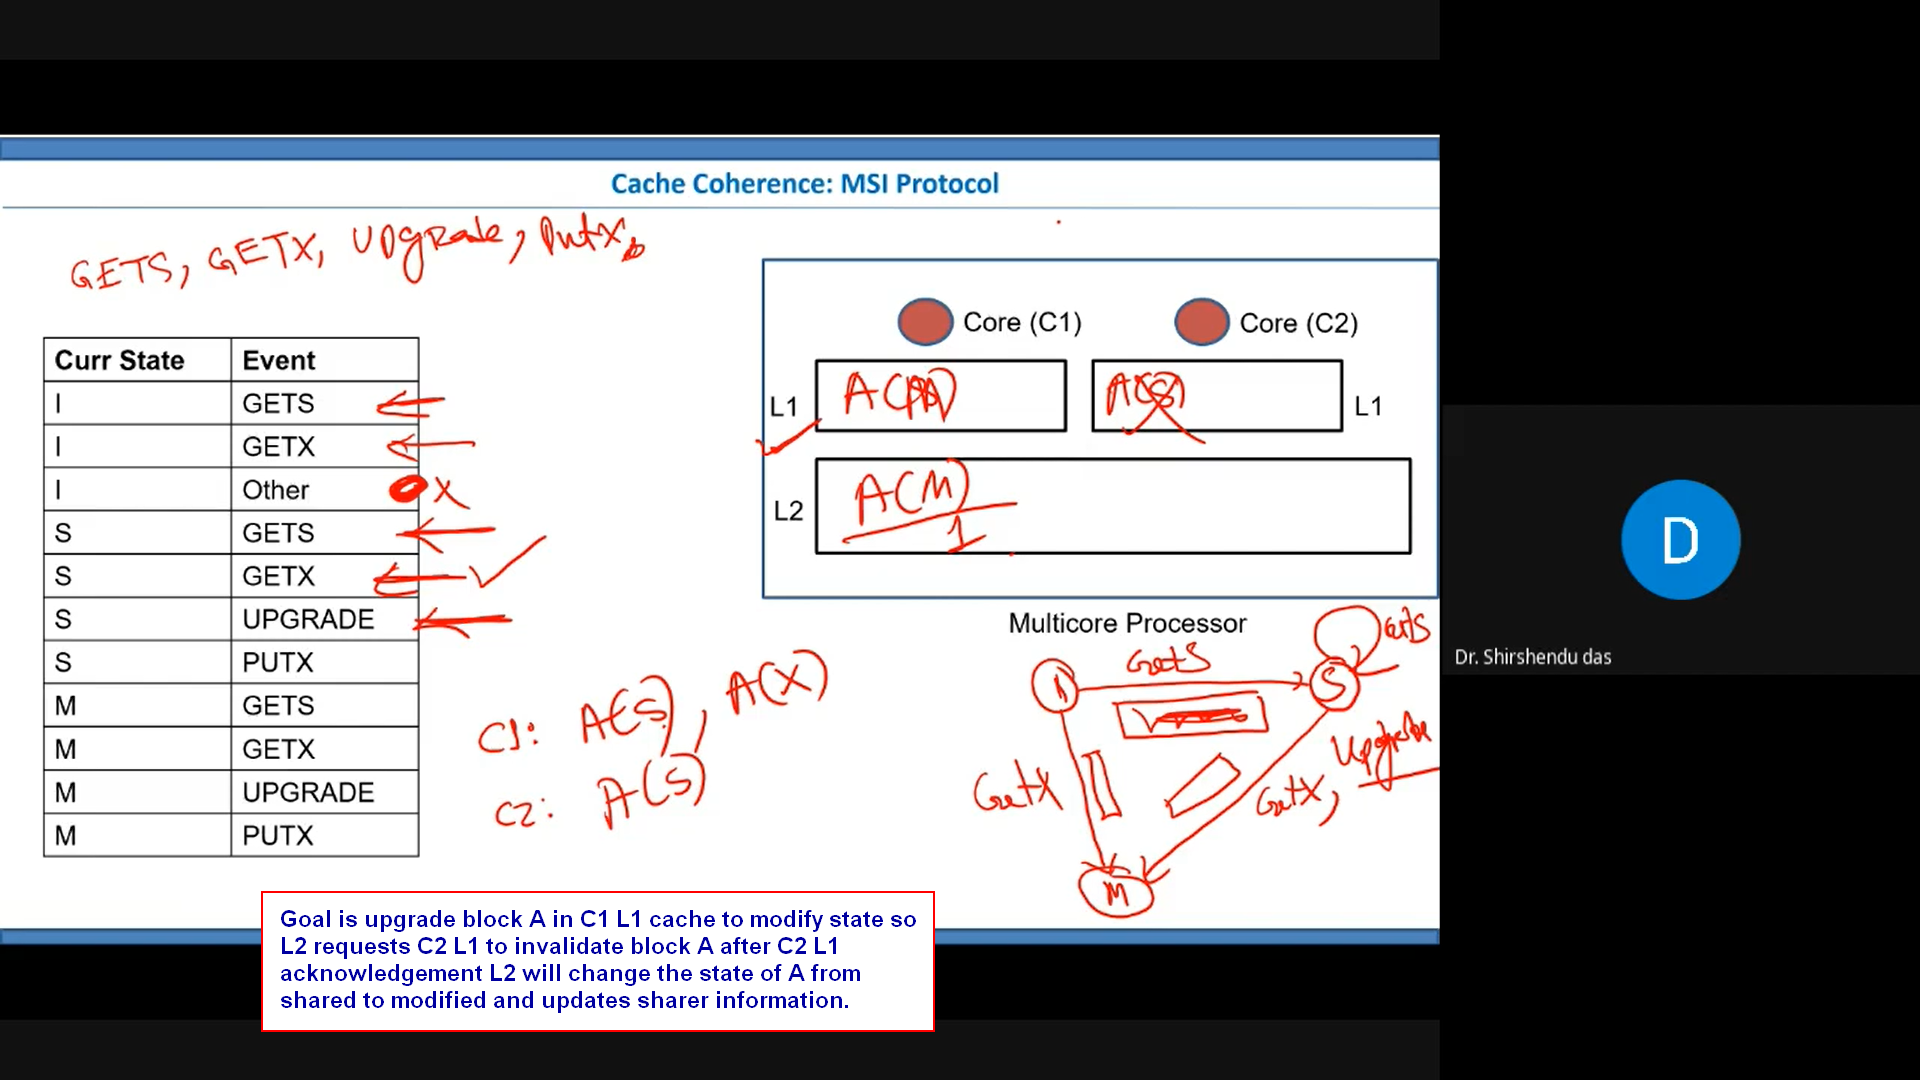 Cache Coherence: MSI Protocol
GETS, GETX, Upgrade, PutX
Curr State Event
I GETS
I GETX
I Other X
S GETS
S GETX
S UPGRADE
S PUTX
M GETS
M GETX
M UPGRADE
M PUTX
C1: A(S), A(X)
C2: A(S)
Core (C1) Core (C2)
L1 A(M) A(S) L1
L2 A(M)
1
Multicore Processor
I GetS S GetS
GetX GetX, Upgrade
M
Goal is upgrade block A in C1 L1 cache to modify state so
L2 requests C2 L1 to invalidate block A after C2 L1
acknowledgement L2 will change the state of A from
shared to modified and updates sharer information.
D
Dr. Shirshendu das